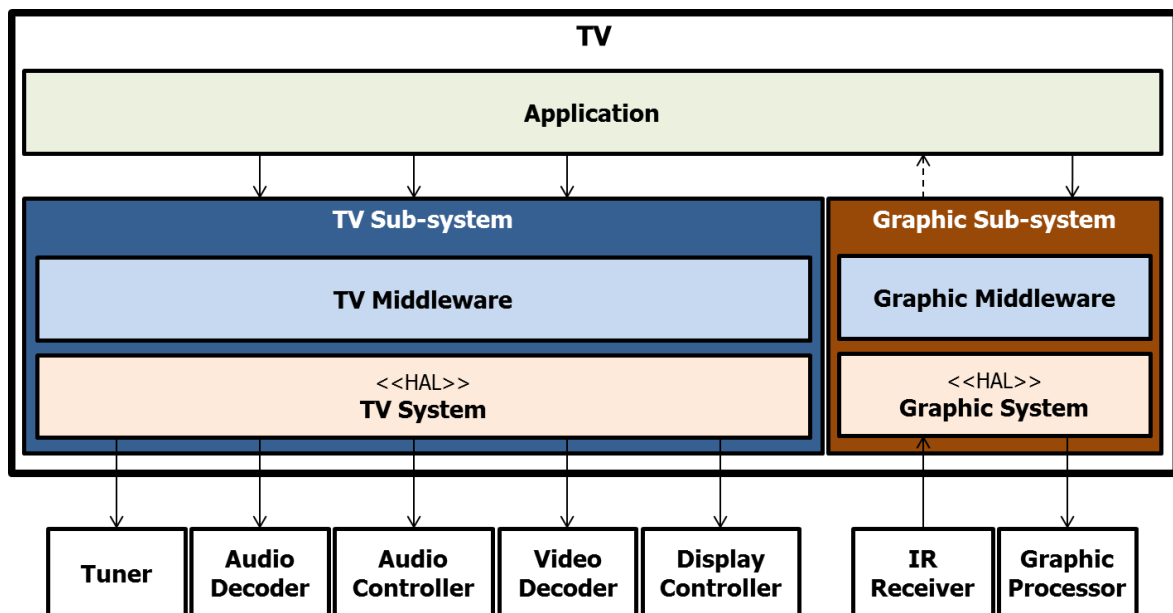 TV
Application
TV Sub-system
Graphic Sub-system
TV Middleware
Graphic Middleware
<<HAL>>
TV System
<<HAL>>
Graphic System
Tuner
Audio
Decoder
Audio
Controller
Video
Decoder
Display
Controller
IR
Receiver
Graphic
Processor